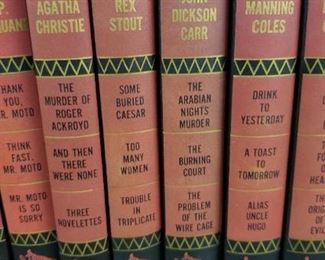 P.
THANK
YOU,
MR. MOTO
THINK
FAST,
MR. MOTO
MR. MOTO
IS SO
SORRY
AGATHA
CHRISTIE
THE
MURDER OF
ROGER
ACKROYD
AND THEN
THERE
WERE NONE
THREE
NOVELETTES
REX
STOUT
SOME
BURIED
CAESAR
TOO
MANY
WOMEN
TROUBLE
IN
TRIPLICATE
JOHN
DICKSON
CARR
THE
ARABIAN
NIGHTS
MURDER
THE
BURNING
COURT
THE
PROBLEM OF
THE WIRE CAGE
MANNING
COLES
DRINK
TO
YESTERDAY
A TOAST
TO
TOMORROW
ALIAS
UNCLE
HUGO